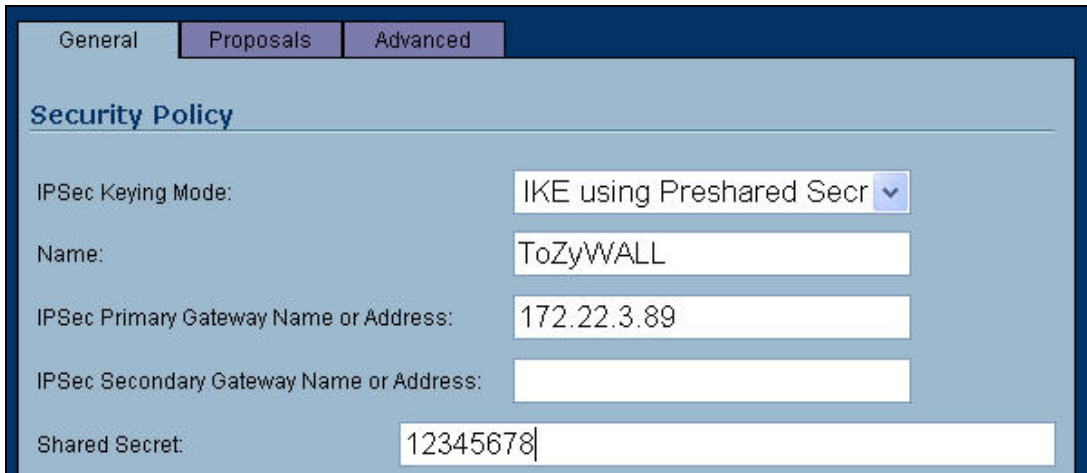 General Proposals Advanced
Security Policy
IPSec Keying Mode: IKE using Preshared Secr
Name: ToZyWALL
IPSec Primary Gateway Name or Address: 172.22.3.89
IPSec Secondary Gateway Name or Address:
Shared Secret: 12345678